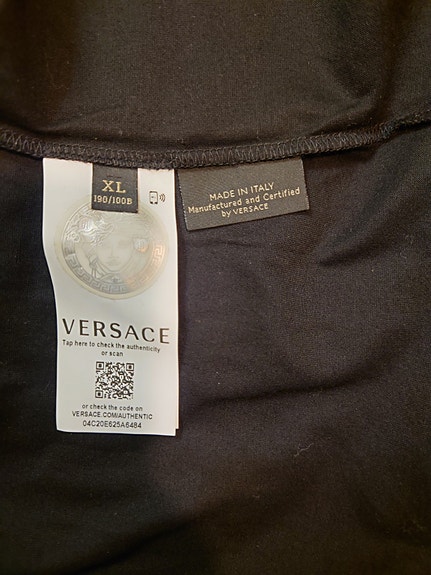 XL
190/100B
MADE IN ITALY
Manufactured and Certified
by VERSACE
VERSACE
Tap here to check the authenticity
or scan
or check the code on
VERSACE.COM/AUTHENTIC
04C20E625A6484